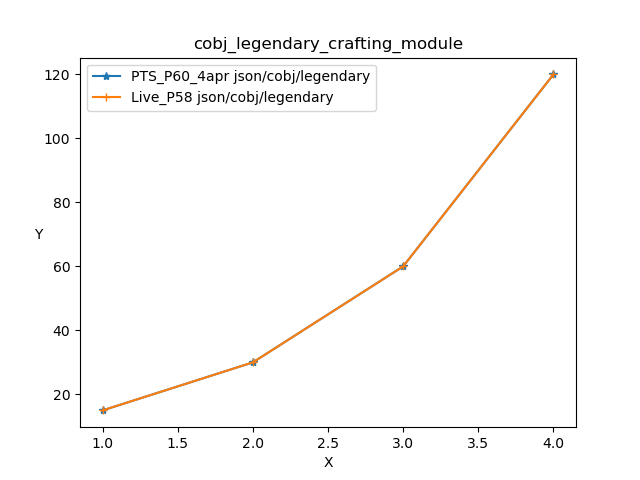 cobj_legendary_crafting_module
PTS_P60_4apr json/cobj/legendary
Live_P58 json/cobj/legendary
120
100
80
60
40
20
Y
1.0 1.5 2.0 2.5 3.0 3.5 4.0
X